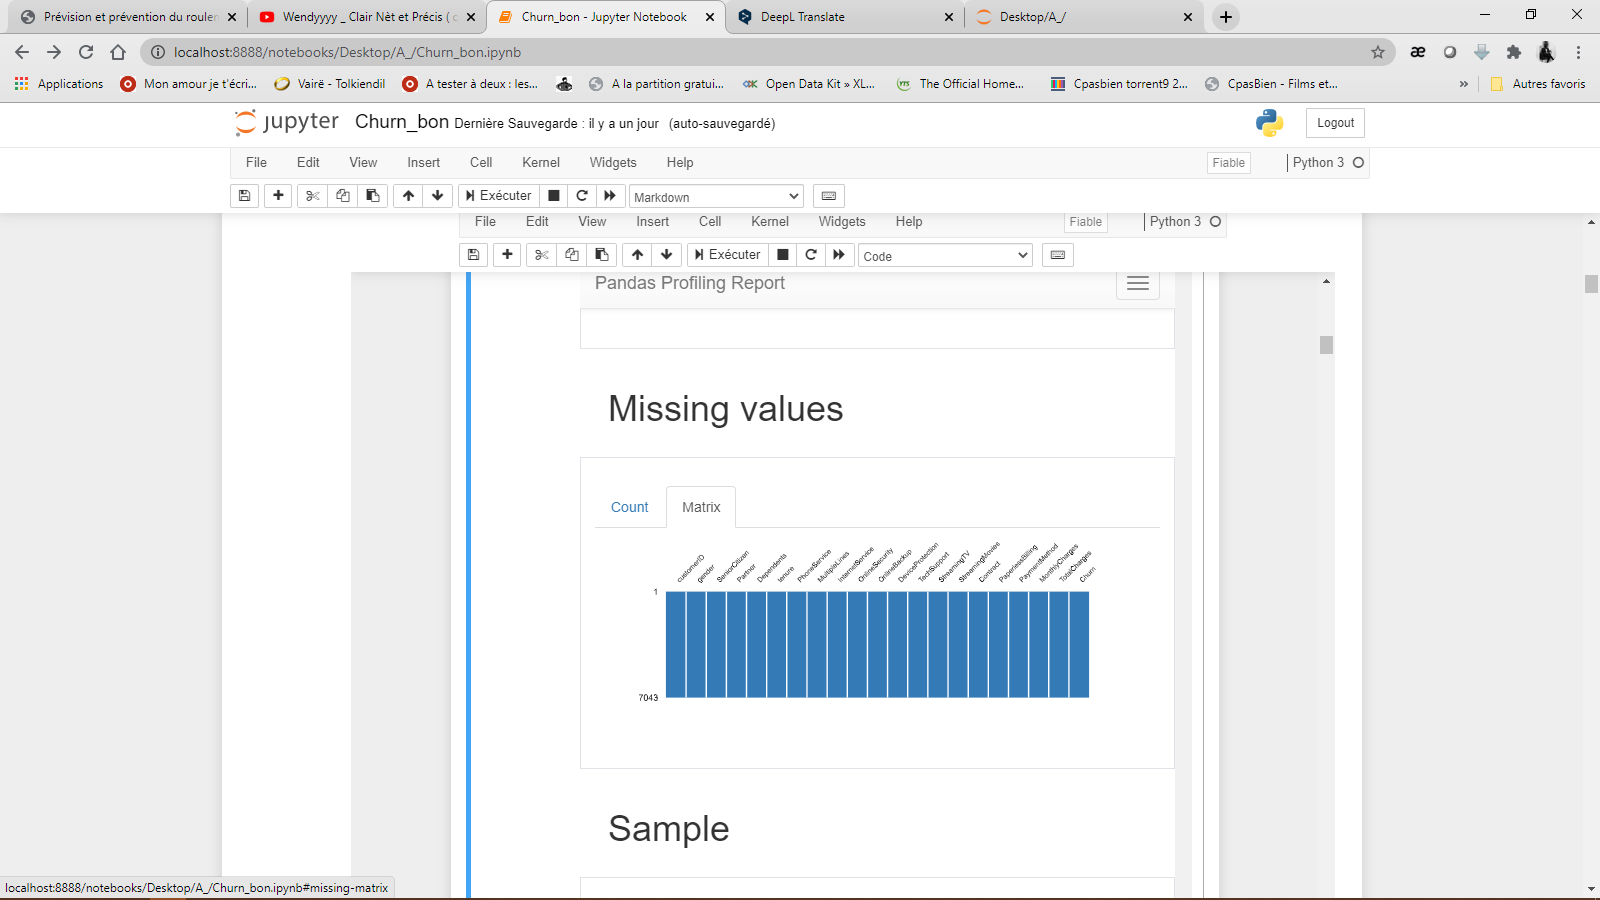 Prévision et prévention du roulen
Wendyyyy _ Clair Nèt et Précis ( c
Churn_bon - Jupyter Notebook
DeepL Translate
Desktop/A_/
localhost:8888/notebooks/Desktop/A_/Churn_bon.ipynb
Applications
Mon amour je t'écri...
Vairë - Tolkiendil
A tester à deux : les...
A la partition gratui...
Open Data Kit » XL...
The Official Home...
Cpasbien torrent9 2...
CpasBien - Films et...
»
Autres favoris
jupyter Churn_bon Dernière Sauvegarde : il y a un jour (auto-sauvegardé)
Logout
File Edit View Insert Cell Kernel Widgets Help
Fiable
Python 3
Exécuter
Markdown
File Edit View Insert Cell Kernel Widgets Help
Fiable
Python 3
Exécuter
Code
Pandas Profiling Report
Missing values
Count
Matrix
customerID
gender
SeniorCitizen
Partner
Dependents
tenure
PhoneService
MultipleLines
InternetService
OnlineSecurity
OnlineBackup
DeviceProtection
TechSupport
StreamingTV
StreamingMovies
Contract
PaperlessBilling
PaymentMethod
MonthlyCharges
TotalCharges
Churn
1
7043
Sample
localhost:8888/notebooks/Desktop/A_/Churn_bon.ipynb#missing-matrix